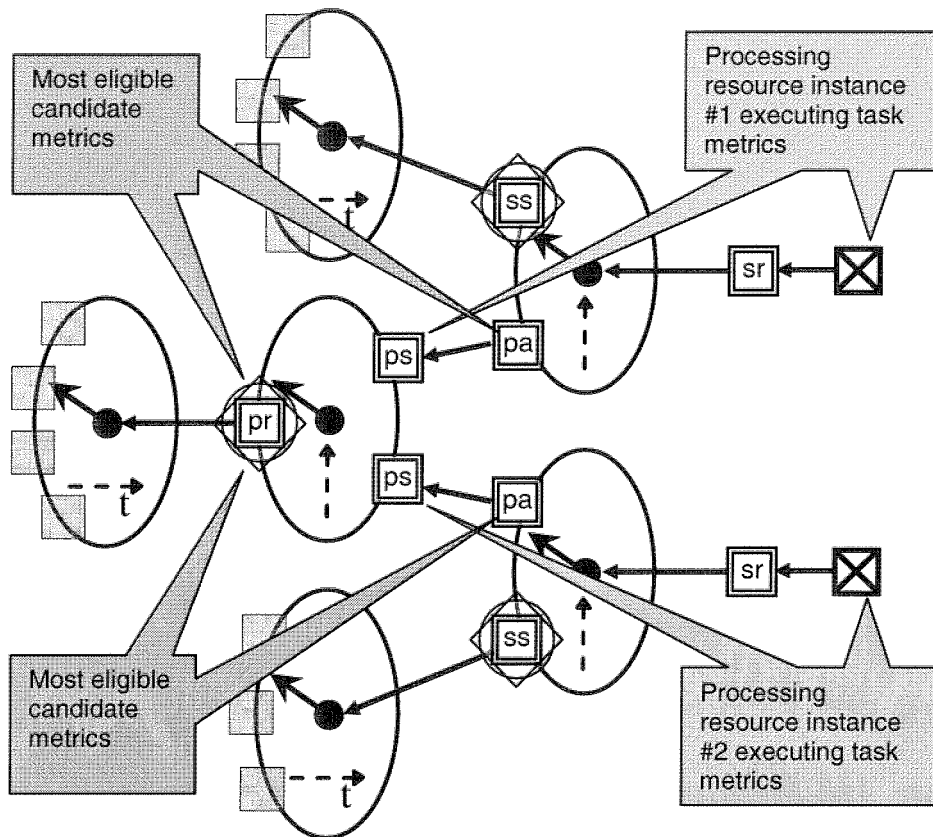 Most eligible
candidate
metrics
Processing
resource instance
#1 executing task
metrics
t
ss
sr
ps
pa
pr
t
ps
pa
sr
ss
Most eligible
candidate
metrics
t
Processing
resource instance
#2 executing task
metrics